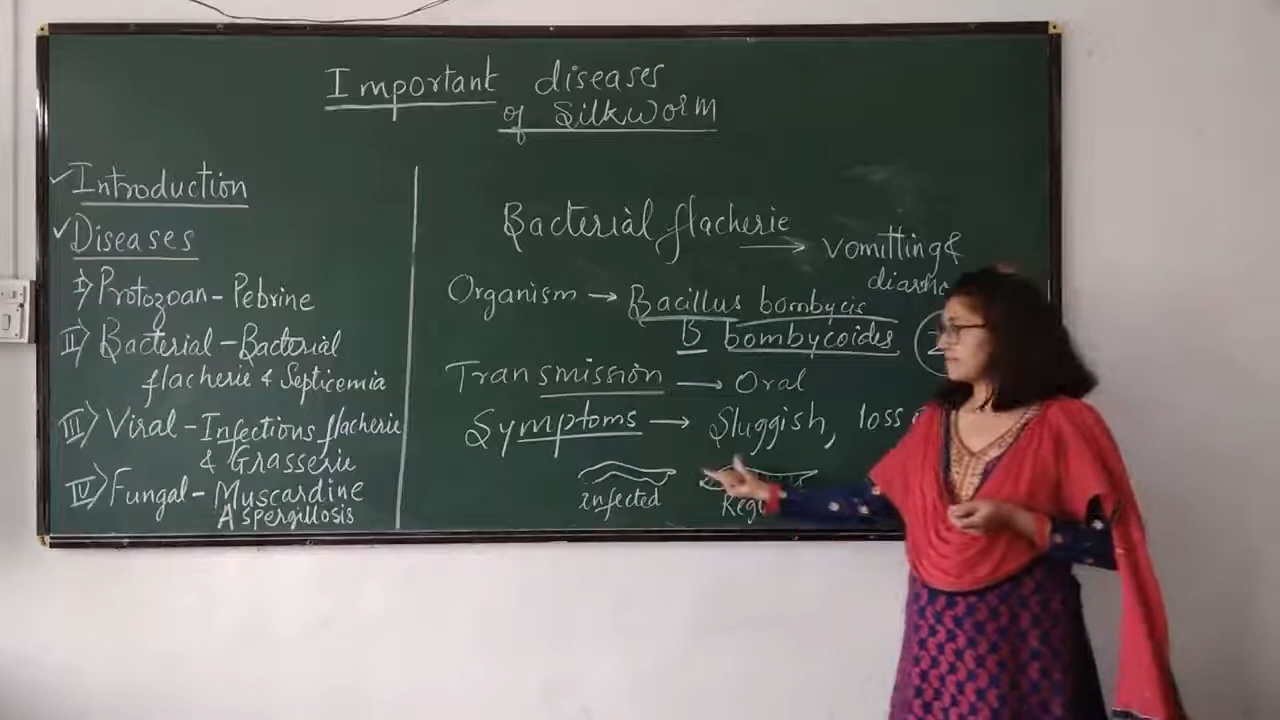 Important diseases
of Silkworm
✓Introduction
✓Diseases
I) Protozoan - Pebrine
II) Bacterial - Bacterial
flacherie & Septicemia
III) Viral - Infections flacherie
& Grasserie
IV) Fungal - Muscardine
Aspergillosis
Bacterial flacherie → Vomitting &
Organism → Bacillus bombycis
B bombycoides
Transmission → Oral
Symptoms → Sluggish, loss
infected